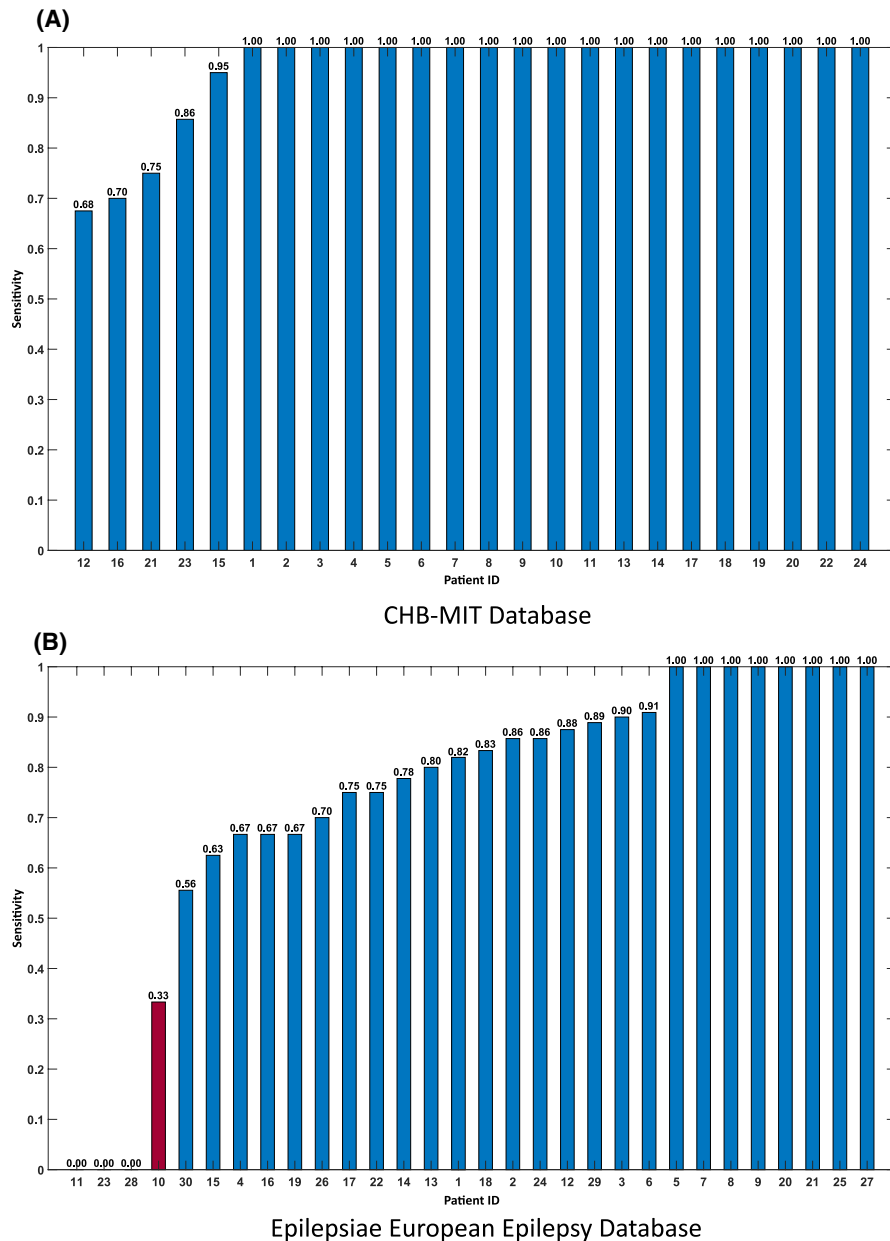 (A)
1.00 1.00 1.00 1.00 1.00 1.00 1.00 1.00 1.00 1.00 1.00 1.00 1.00 1.00 1.00 1.00 1.00 1.00 1.00
1
0.95
0.9
0.86
0.8
0.75
0.7
0.70
0.68
0.6
0.5
0.4
0.3
0.2
0.1
0
Sensitivity
12 16 21 23 15 1 2 3 4 5 6 7 8 9 10 11 13 14 17 18 19 20 22 24
Patient ID
CHB-MIT Database
(B)
1.00 1.00 1.00 1.00 1.00 1.00 1.00 1.00
1
0.91
0.90
0.89
0.88
0.9
0.86 0.86
0.83
0.82
0.80
0.8
0.78
0.75 0.75
0.70
0.7
0.67 0.67 0.67
0.63
0.6
0.56
0.5
0.4
0.33
0.3
0.2
0.1
0.00 0.00 0.00
0
Sensitivity
11 23 28 10 30 15 4 16 19 26 17 22 14 13 1 18 2 24 12 29 3 6 5 7 8 9 20 21 25 27
Patient ID
Epilepsiae European Epilepsy Database